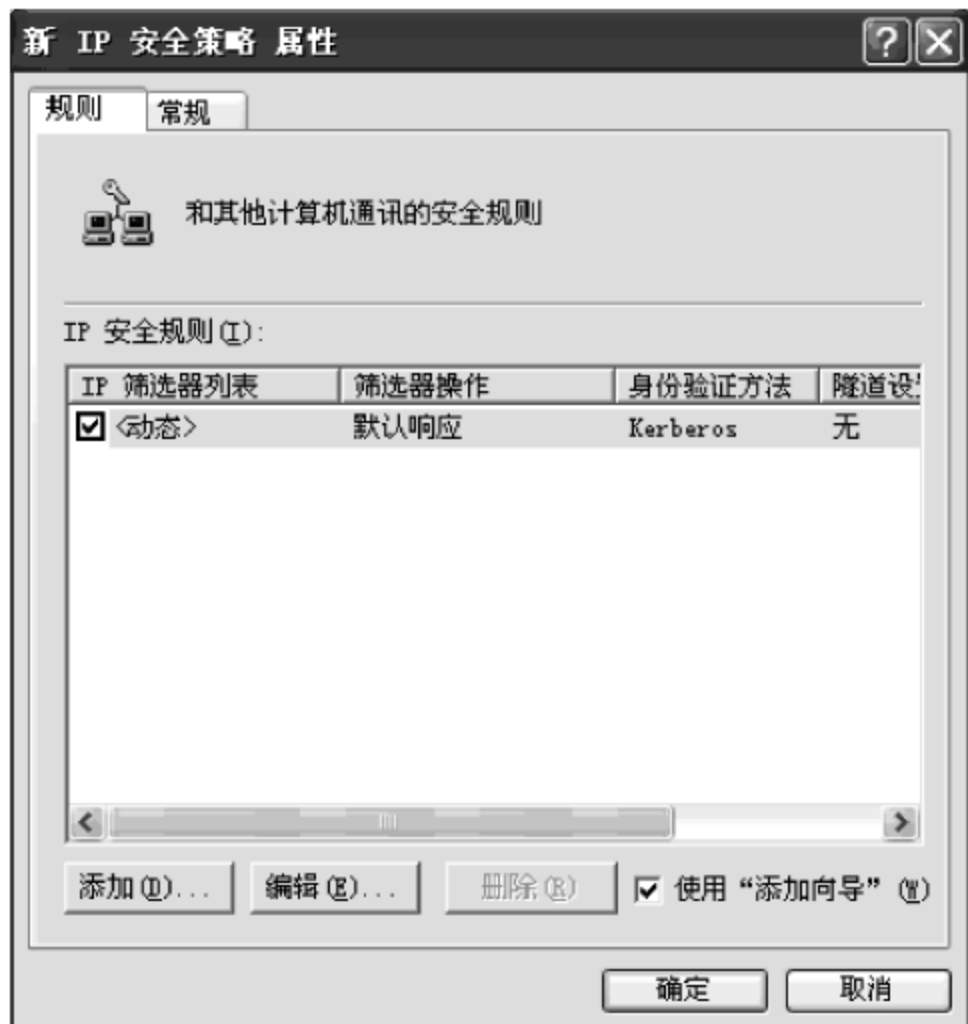 新 IP 安全策略 属性
规则 常规
和其他计算机通讯的安全规则
IP 安全规则(I):
IP 筛选器列表 筛选器操作 身份验证方法 隧道设
<动态> 默认响应 Kerberos 无
添加(D)... 编辑(E)... 删除(R) 使用“添加向导”(W)
确定 取消